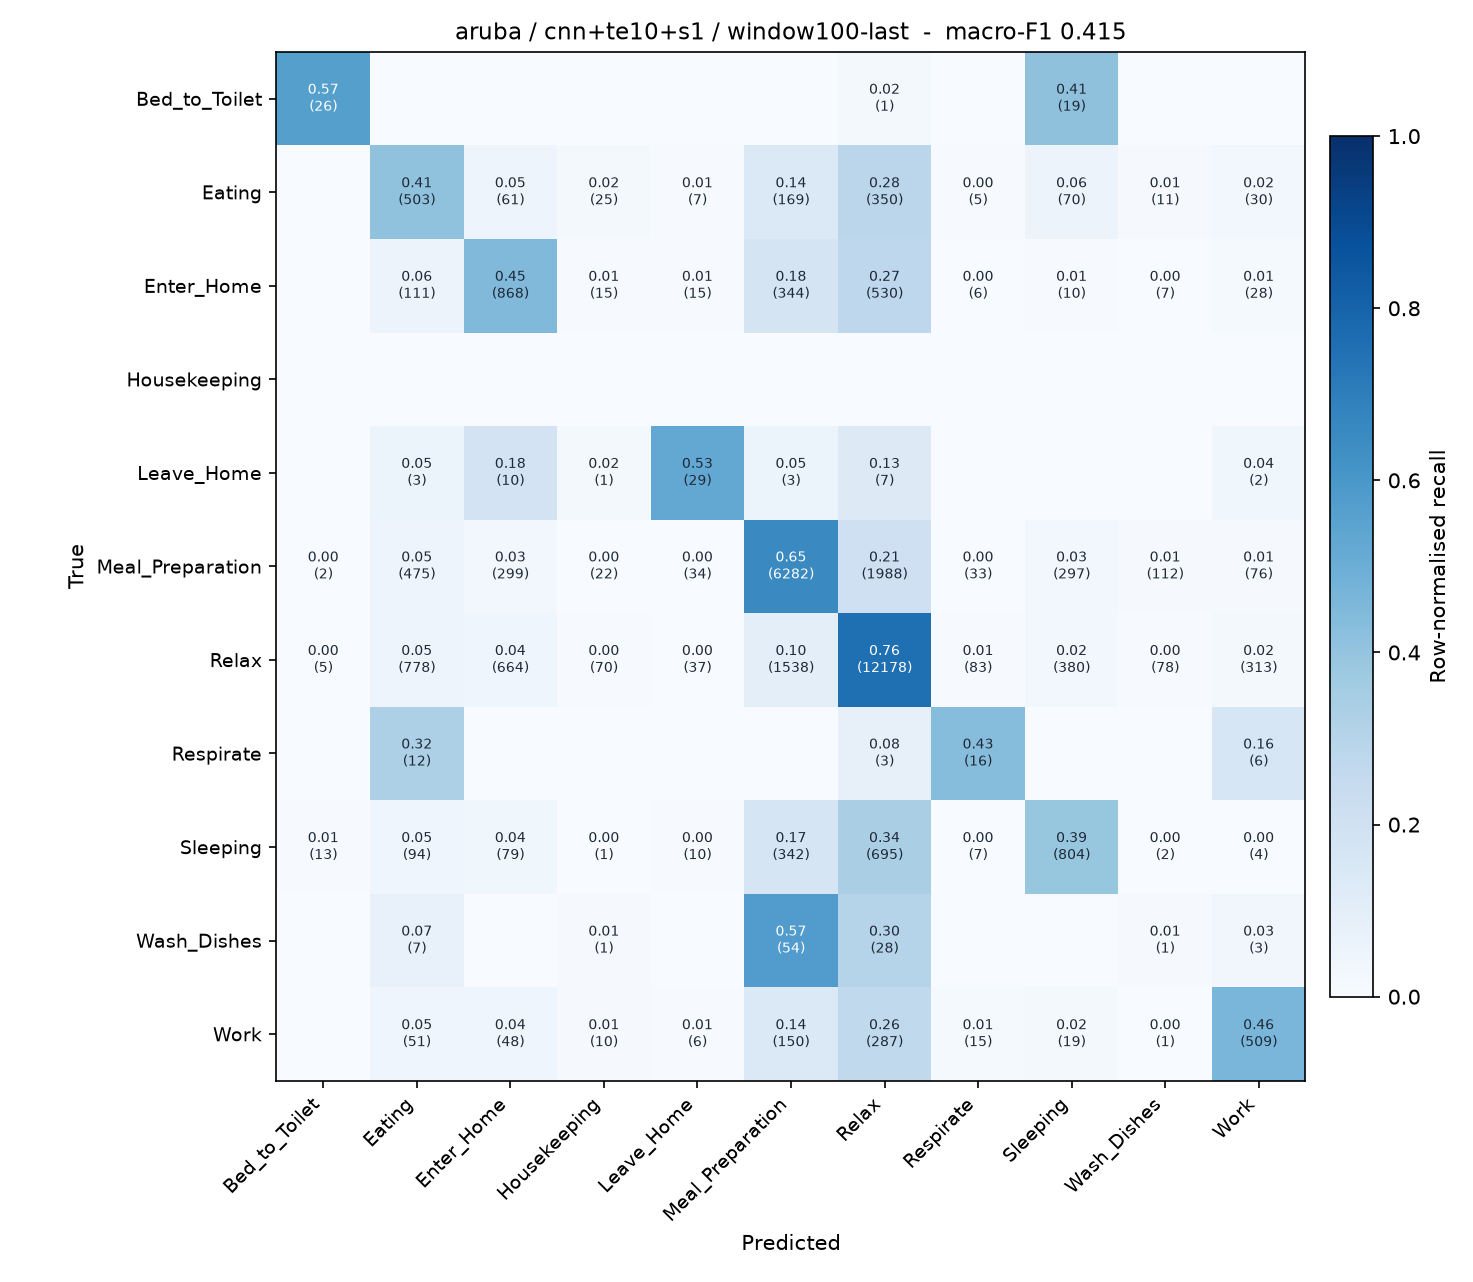 aruba / cnn+te10+s1 / window100-last - macro-F1 0.415
Bed_to_Toilet 0.57 0.02 0.41
(26) (1) (19)
Eating 0.41 0.05 0.02 0.01 0.14 0.28 0.00 0.06 0.01 0.02
(503) (61) (25) (7) (169) (350) (5) (70) (11) (30)
Enter_Home 0.06 0.45 0.01 0.01 0.18 0.27 0.00 0.01 0.00 0.01
(111) (868) (15) (15) (344) (530) (6) (10) (7) (28)
Housekeeping
Leave_Home 0.05 0.18 0.02 0.53 0.05 0.13 0.04
(3) (10) (1) (29) (3) (7) (2)
Meal_Preparation 0.00 0.05 0.03 0.00 0.00 0.65 0.21 0.00 0.03 0.01 0.01
(2) (475) (299) (22) (34) (6282) (1988) (33) (297) (112) (76)
Relax 0.00 0.05 0.04 0.00 0.00 0.10 0.76 0.01 0.02 0.00 0.02
(5) (778) (664) (70) (37) (1538) (12178) (83) (380) (78) (313)
Respirate 0.32 0.08 0.43 0.16
(12) (3) (16) (6)
Sleeping 0.01 0.05 0.04 0.00 0.00 0.17 0.34 0.00 0.39 0.00 0.00
(13) (94) (79) (1) (10) (342) (695) (7) (804) (2) (4)
Wash_Dishes 0.07 0.01 0.57 0.30 0.01 0.03
(7) (1) (54) (28) (1) (3)
Work 0.05 0.04 0.01 0.01 0.14 0.26 0.01 0.02 0.00 0.46
(51) (48) (10) (6) (150) (287) (15) (19) (1) (509)
True
Bed_to_Toilet
Eating
Enter_Home
Housekeeping
Leave_Home
Meal_Preparation
Relax
Respirate
Sleeping
Wash_Dishes
Work
Predicted
1.0
0.8
0.6
0.4
0.2
0.0
Row-normalised recall